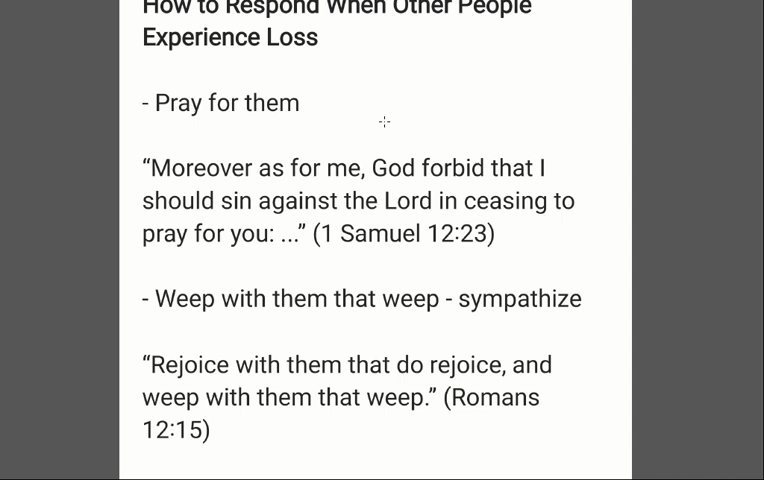 How to Respond When Other People
Experience Loss
- Pray for them
“Moreover as for me, God forbid that I
should sin against the Lord in ceasing to
pray for you: ...” (1 Samuel 12:23)
- Weep with them that weep - sympathize
“Rejoice with them that do rejoice, and
weep with them that weep.” (Romans
12:15)